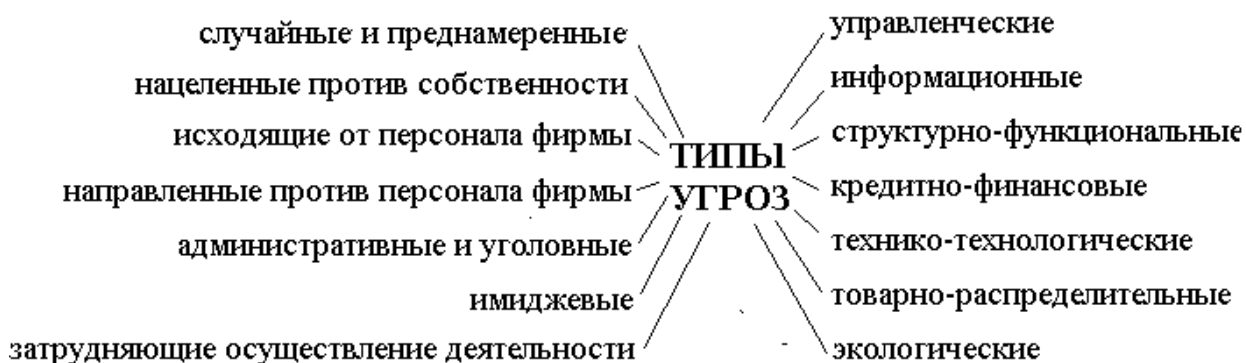 случайные и преднамеренные
нацеленные против собственности
исходящие от персонала фирмы
направленные против персонала фирмы
административные и уголовные
имиджевые
затрудняющие осуществление деятельности
ТИПЫ
УГРОЗ
управленческие
информационные
структурно-функциональные
кредитно-финансовые
технико-технологические
товарно-распределительные
экологические